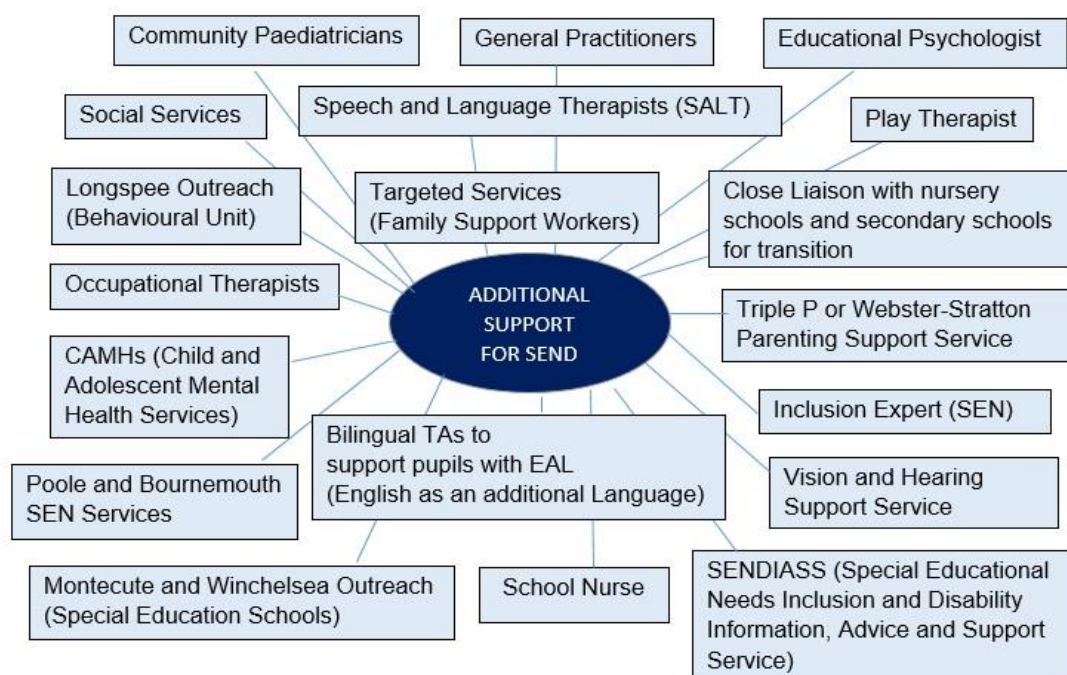 Community Paediatricians
General Practitioners
Educational Psychologist
Social Services
Speech and Language Therapists (SALT)
Play Therapist
Longspee Outreach
(Behavioural Unit)
Targeted Services
(Family Support Workers)
Close Liaison with nursery
schools and secondary schools
for transition
Occupational Therapists
ADDITIONAL
SUPPORT
FOR SEND
Triple P or Webster-Stratton
Parenting Support Service
CAMHs (Child and
Adolescent Mental
Health Services)
Inclusion Expert (SEN)
Bilingual TAs to
support pupils with EAL
(English as an additional Language)
Poole and Bournemouth
SEN Services
Vision and Hearing
Support Service
Montecute and Winchelsea Outreach
(Special Education Schools)
School Nurse
SENDIASS (Special Educational
Needs Inclusion and Disability
Information, Advice and Support
Service)